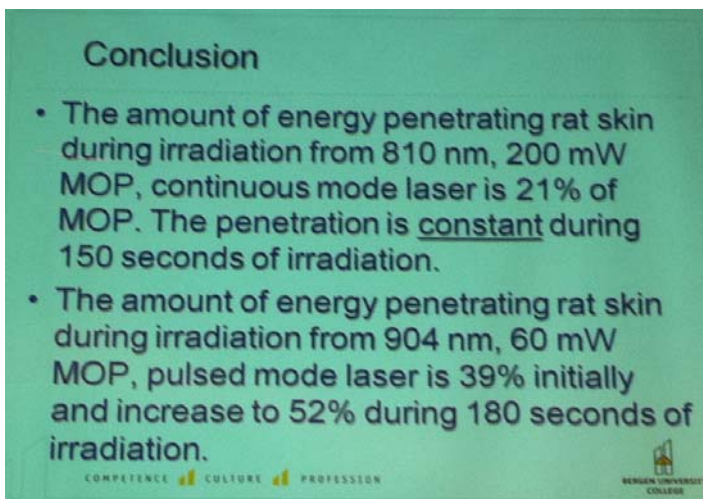 Conclusion
• The amount of energy penetrating rat skin
during irradiation from 810 nm, 200 mW
MOP, continuous mode laser is 21% of
MOP. The penetration is constant during
150 seconds of irradiation.
• The amount of energy penetrating rat skin
during irradiation from 904 nm, 60 mW
MOP, pulsed mode laser is 39% initially
and increase to 52% during 180 seconds of
irradiation.
COMPETENCE CULTURE PROFESSION
BERGEN UNIVERSITY
COLLEGE